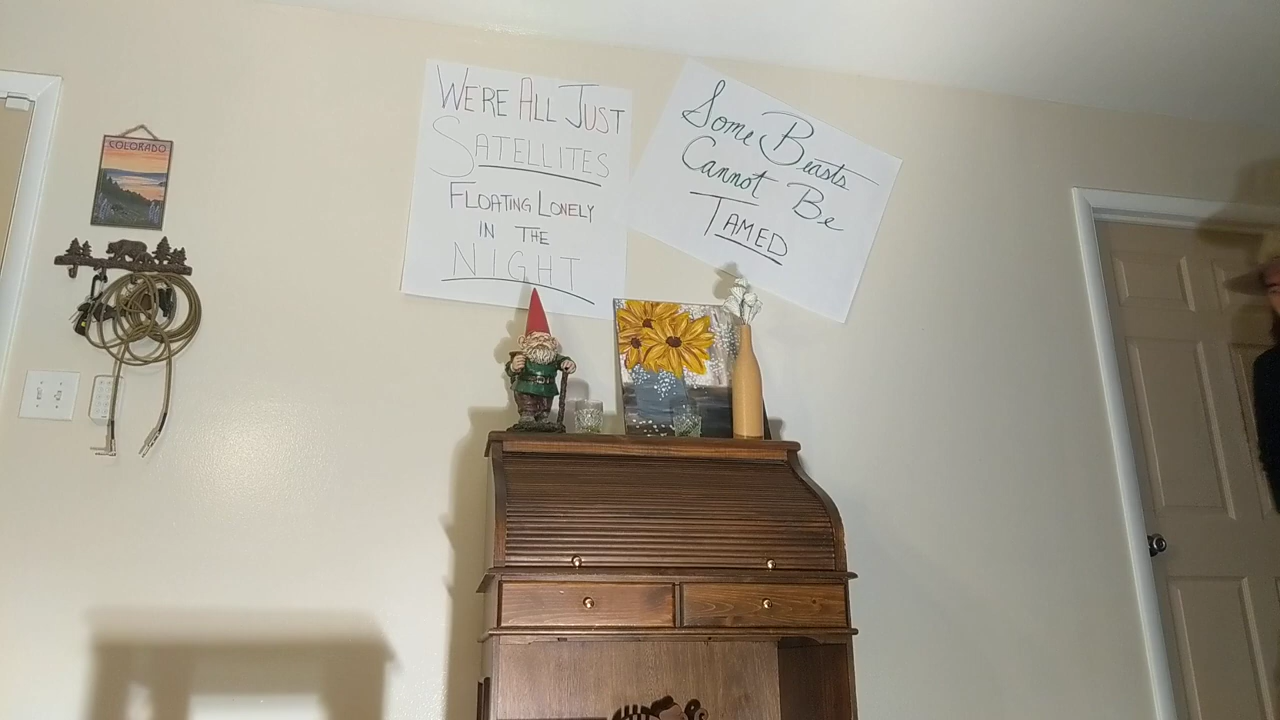 COLORADO
WE'RE ALL JUST
SATELLITES
FLOATING LONELY
IN THE
NIGHT
Some Beasts
Cannot Be
TAMED